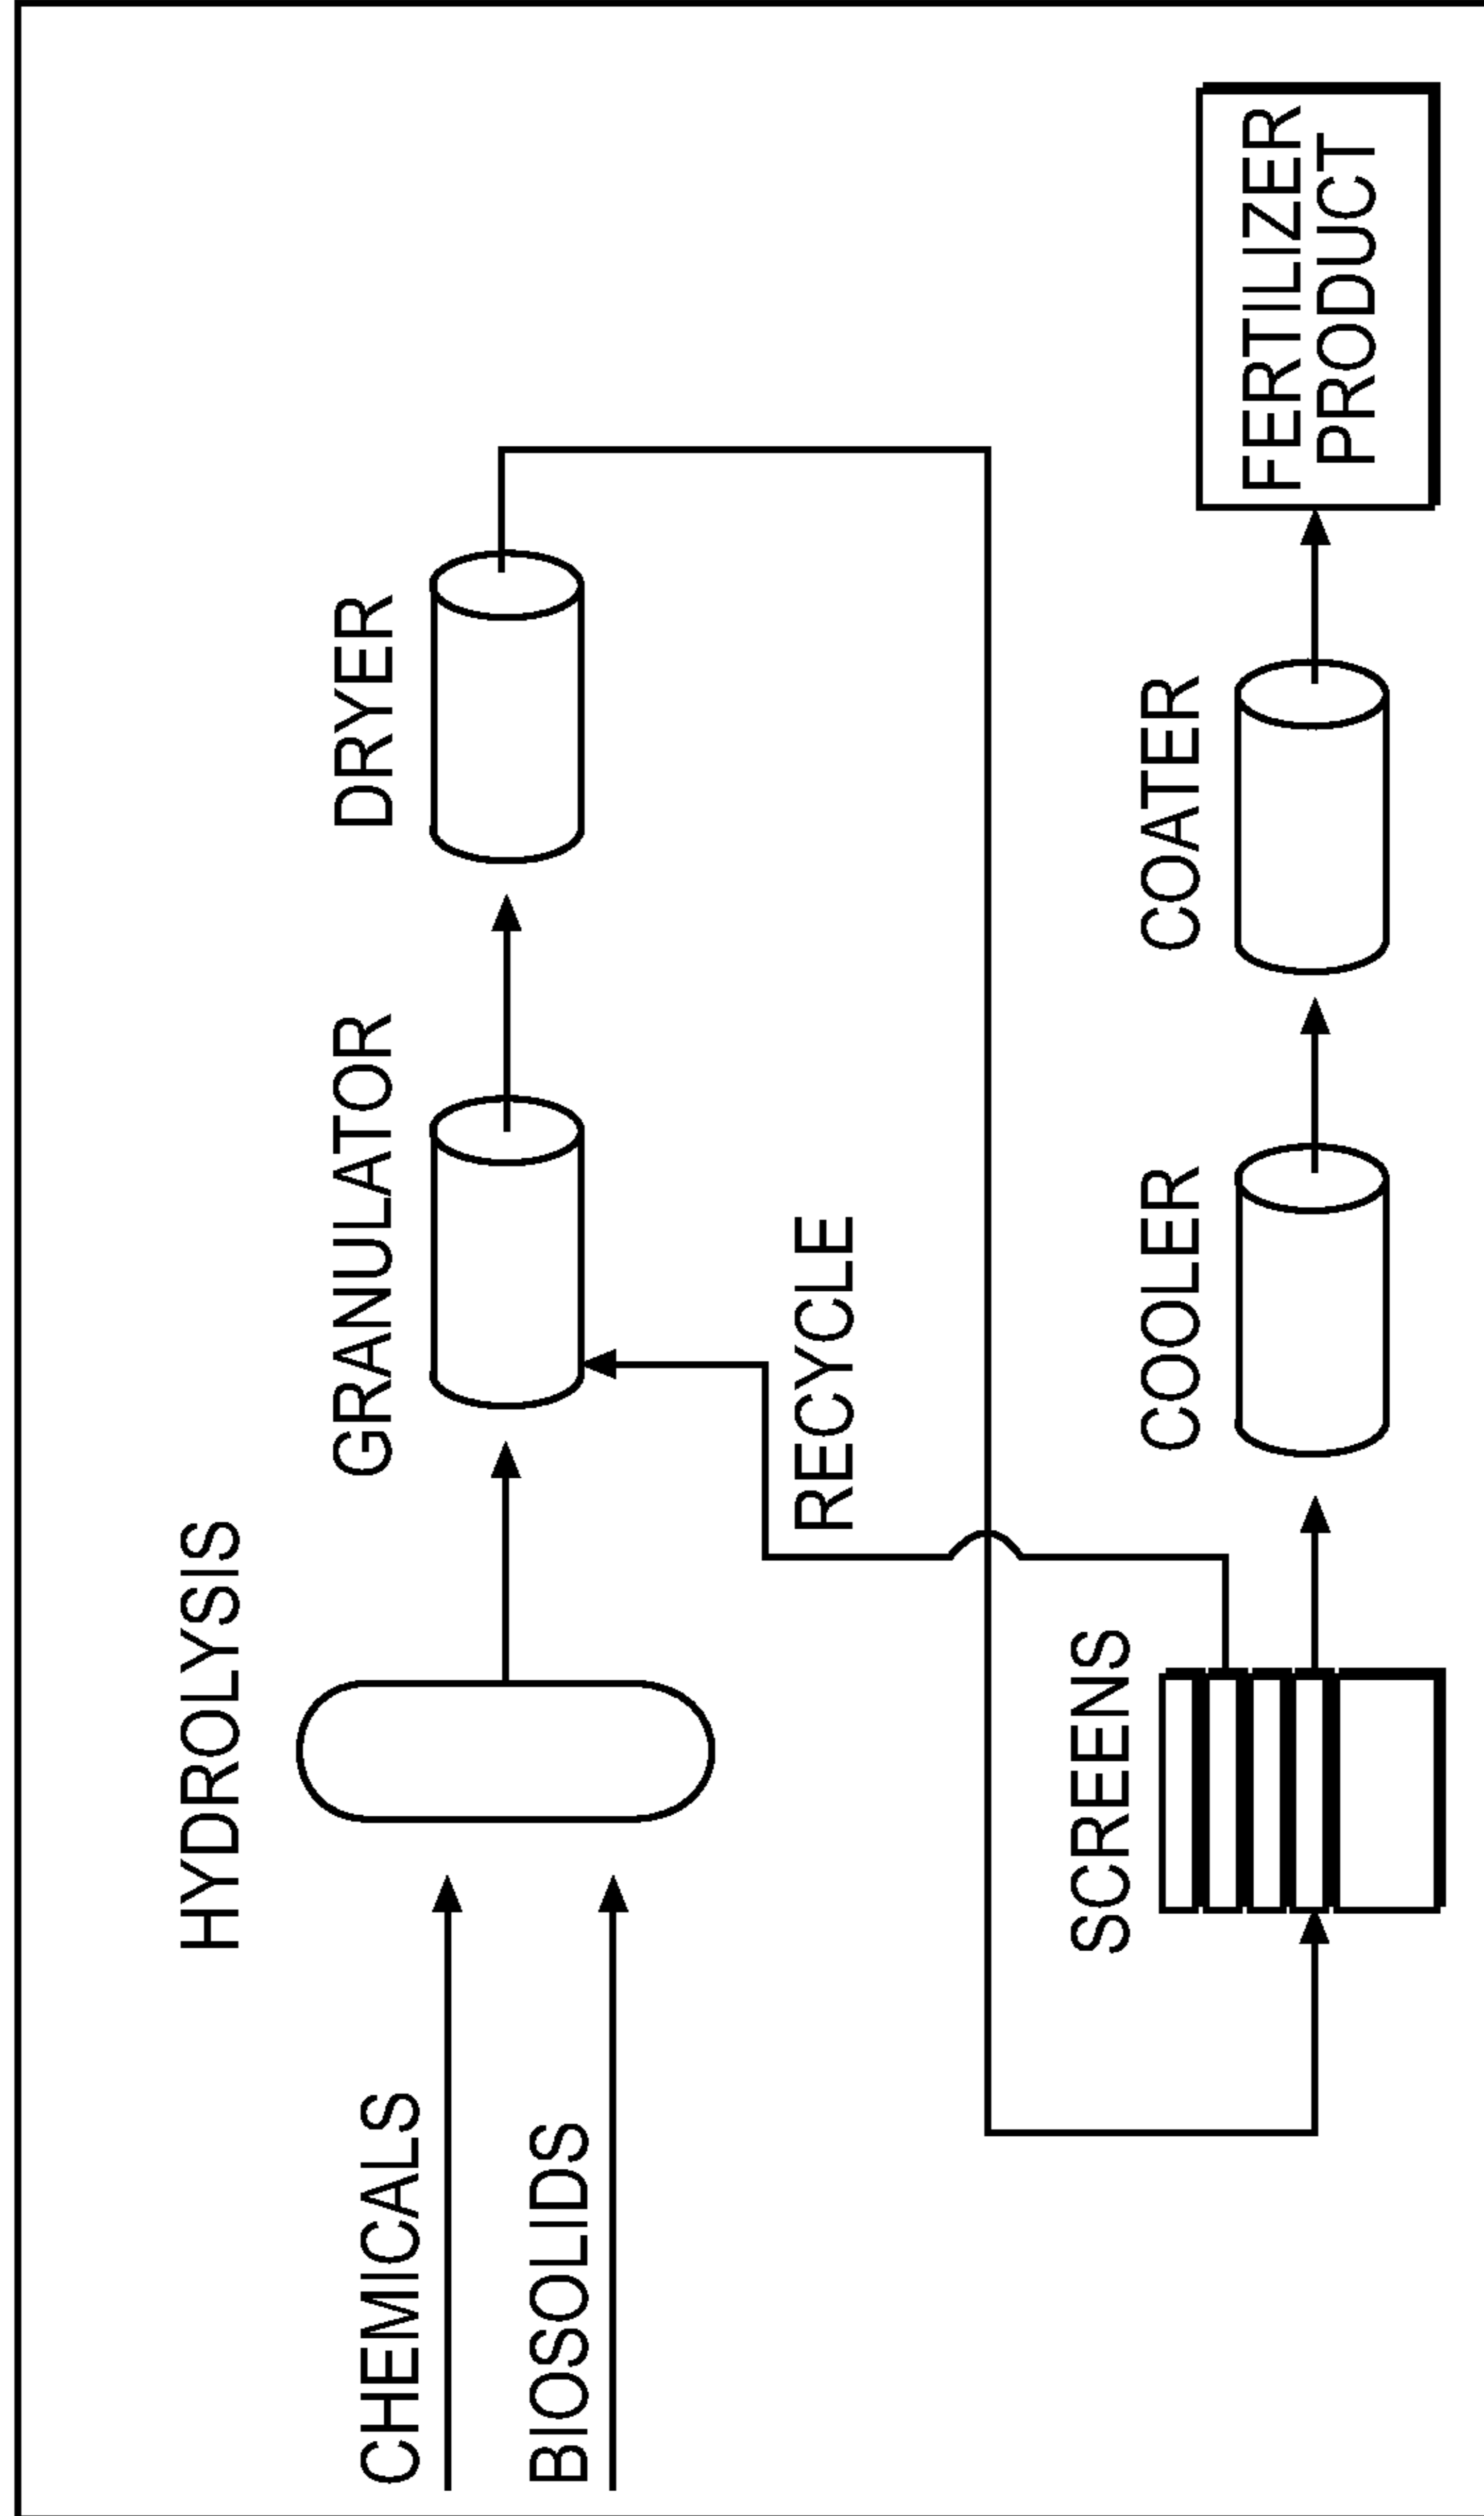 HYDROLYSIS
CHEMICALS
BIOSOLIDS
GRANULATOR
DRYER
RECYCLE
SCREENS
COOLER
COATER
FERTILIZER
PRODUCT